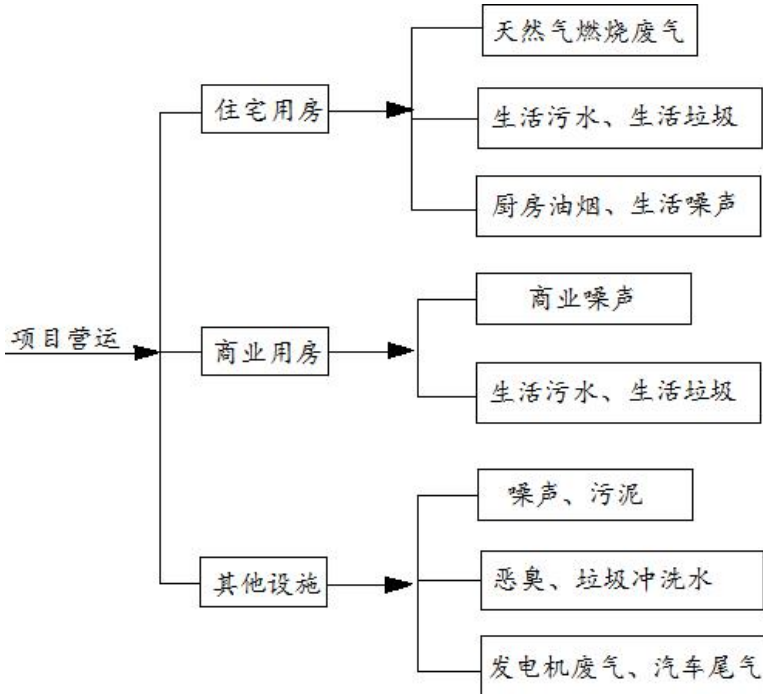 天然气燃烧废气
住宅用房
生活污水、生活垃圾
厨房油烟、生活噪声
商业噪声
项目营运
商业用房
生活污水、生活垃圾
噪声、污泥
其他设施
恶臭、垃圾冲洗水
发电机废气、汽车尾气